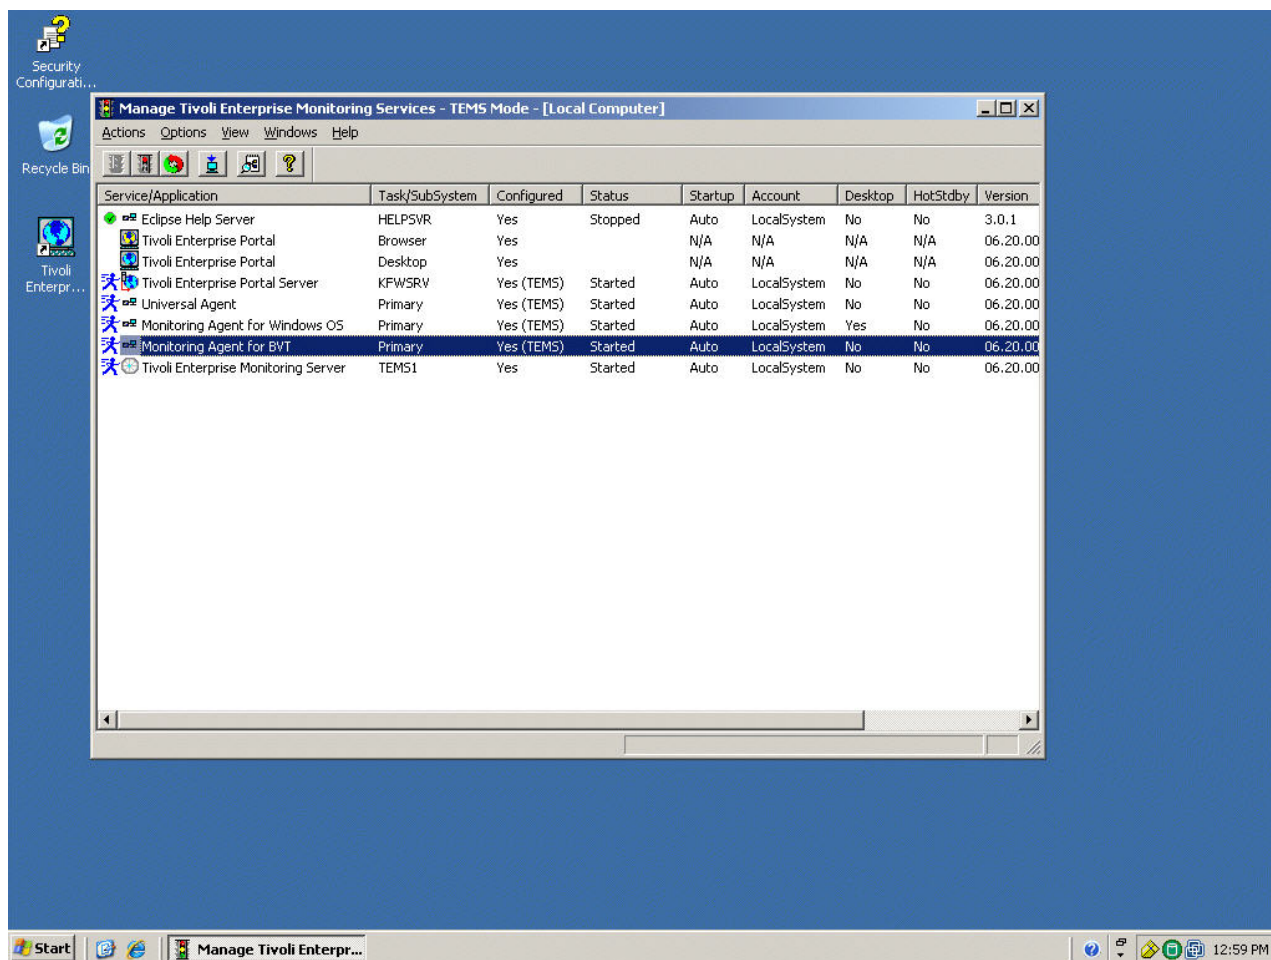 Security
Configurati...
Recycle Bin
Tivoli
Enterpr...
Manage Tivoli Enterprise Monitoring Services - TEMS Mode - [Local Computer]
Actions Options View Windows Help
Service/Application Task/SubSystem Configured Status Startup Account Desktop HotStdby Version
Eclipse Help Server HELPSVR Yes Stopped Auto LocalSystem No No 3.0.1
Tivoli Enterprise Portal Browser Yes N/A N/A N/A N/A 06.20.00
Tivoli Enterprise Portal Desktop Yes N/A N/A N/A N/A 06.20.00
Tivoli Enterprise Portal Server KFWSRV Yes (TEMS) Started Auto LocalSystem No No 06.20.00
Universal Agent Primary Yes (TEMS) Started Auto LocalSystem No No 06.20.00
Monitoring Agent for Windows OS Primary Yes (TEMS) Started Auto LocalSystem Yes No 06.20.00
Monitoring Agent for BVT Primary Yes (TEMS) Started Auto LocalSystem No No 06.20.00
Tivoli Enterprise Monitoring Server TEMS1 Yes Started Auto LocalSystem No No 06.20.00
Start Manage Tivoli Enterpr... 12:59 PM